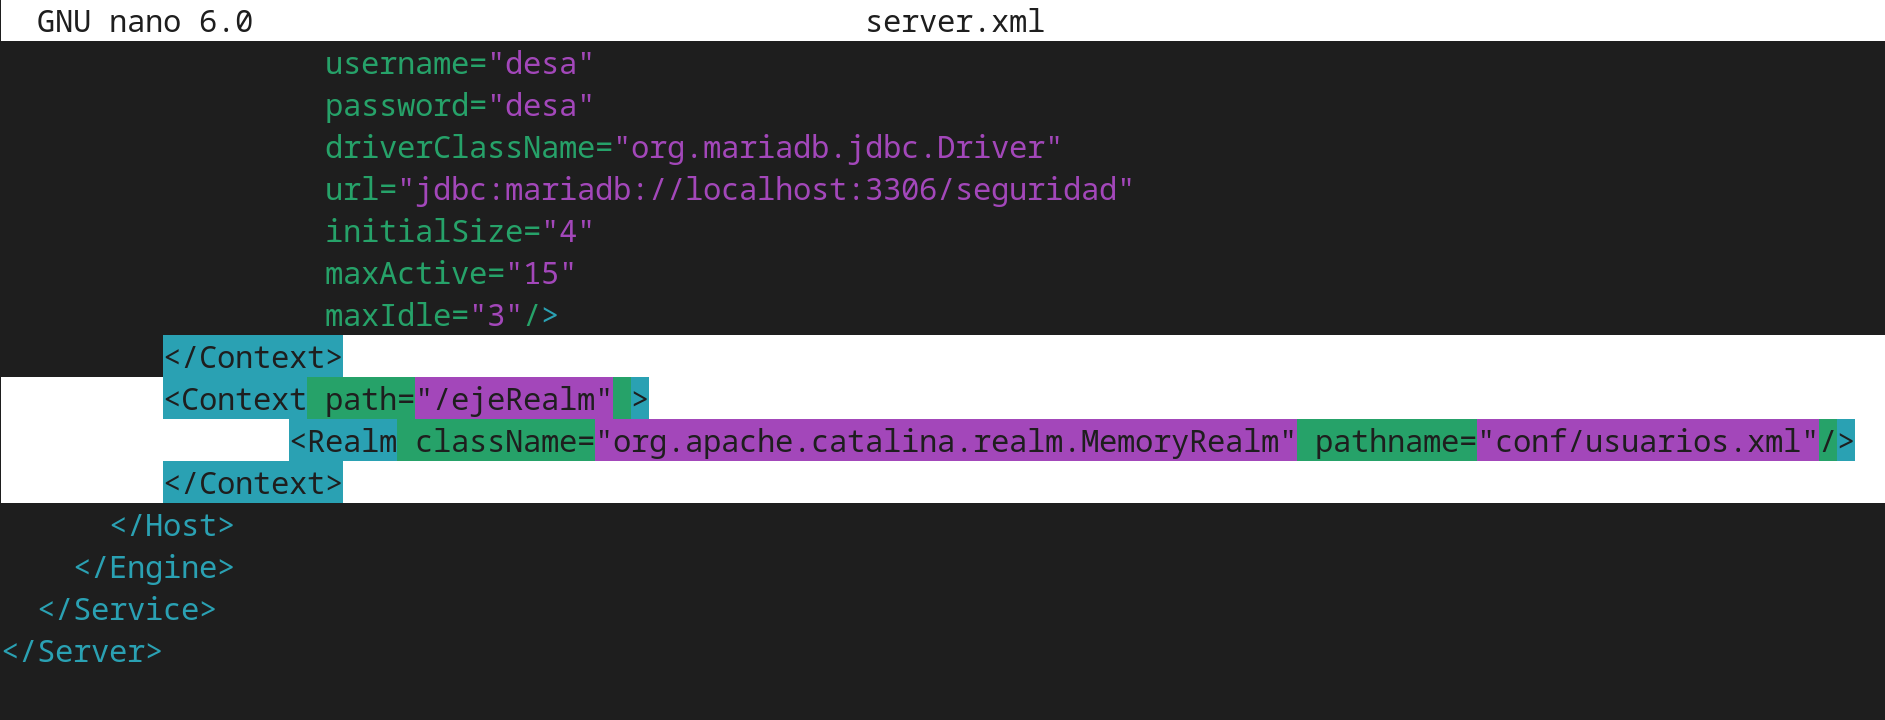 GNU nano 6.0 server.xml
username="desa"
password="desa"
driverClassName="org.mariadb.jdbc.Driver"
url="jdbc:mariadb://localhost:3306/seguridad"
initialSize="4"
maxActive="15"
maxIdle="3"/>
</Context>
<Context path="/ejeRealm" >
<Realm className="org.apache.catalina.realm.MemoryRealm" pathname="conf/usuarios.xml"/>
</Context>
</Host>
</Engine>
</Service>
</Server>